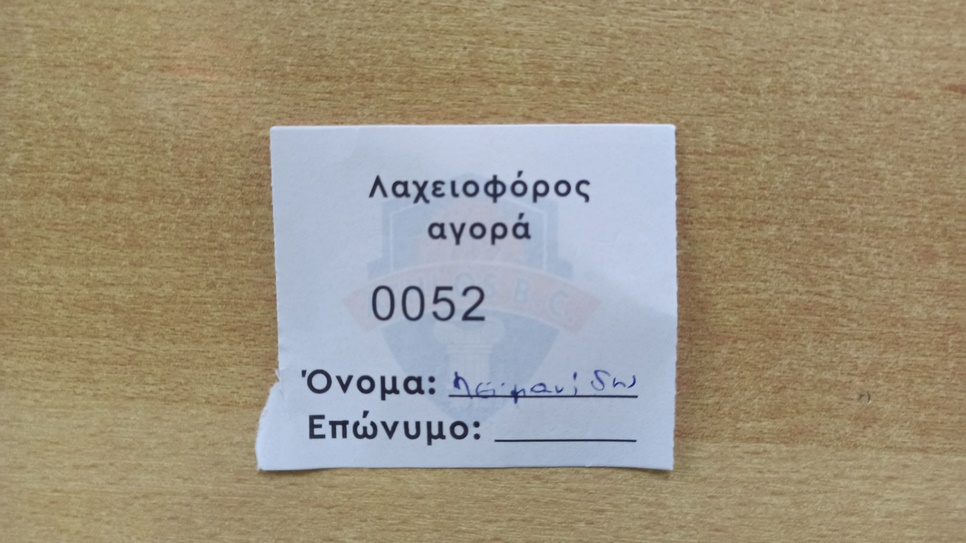 Λαχειοφόρος
αγορά
0052
Όνομα:
Επώνυμο: